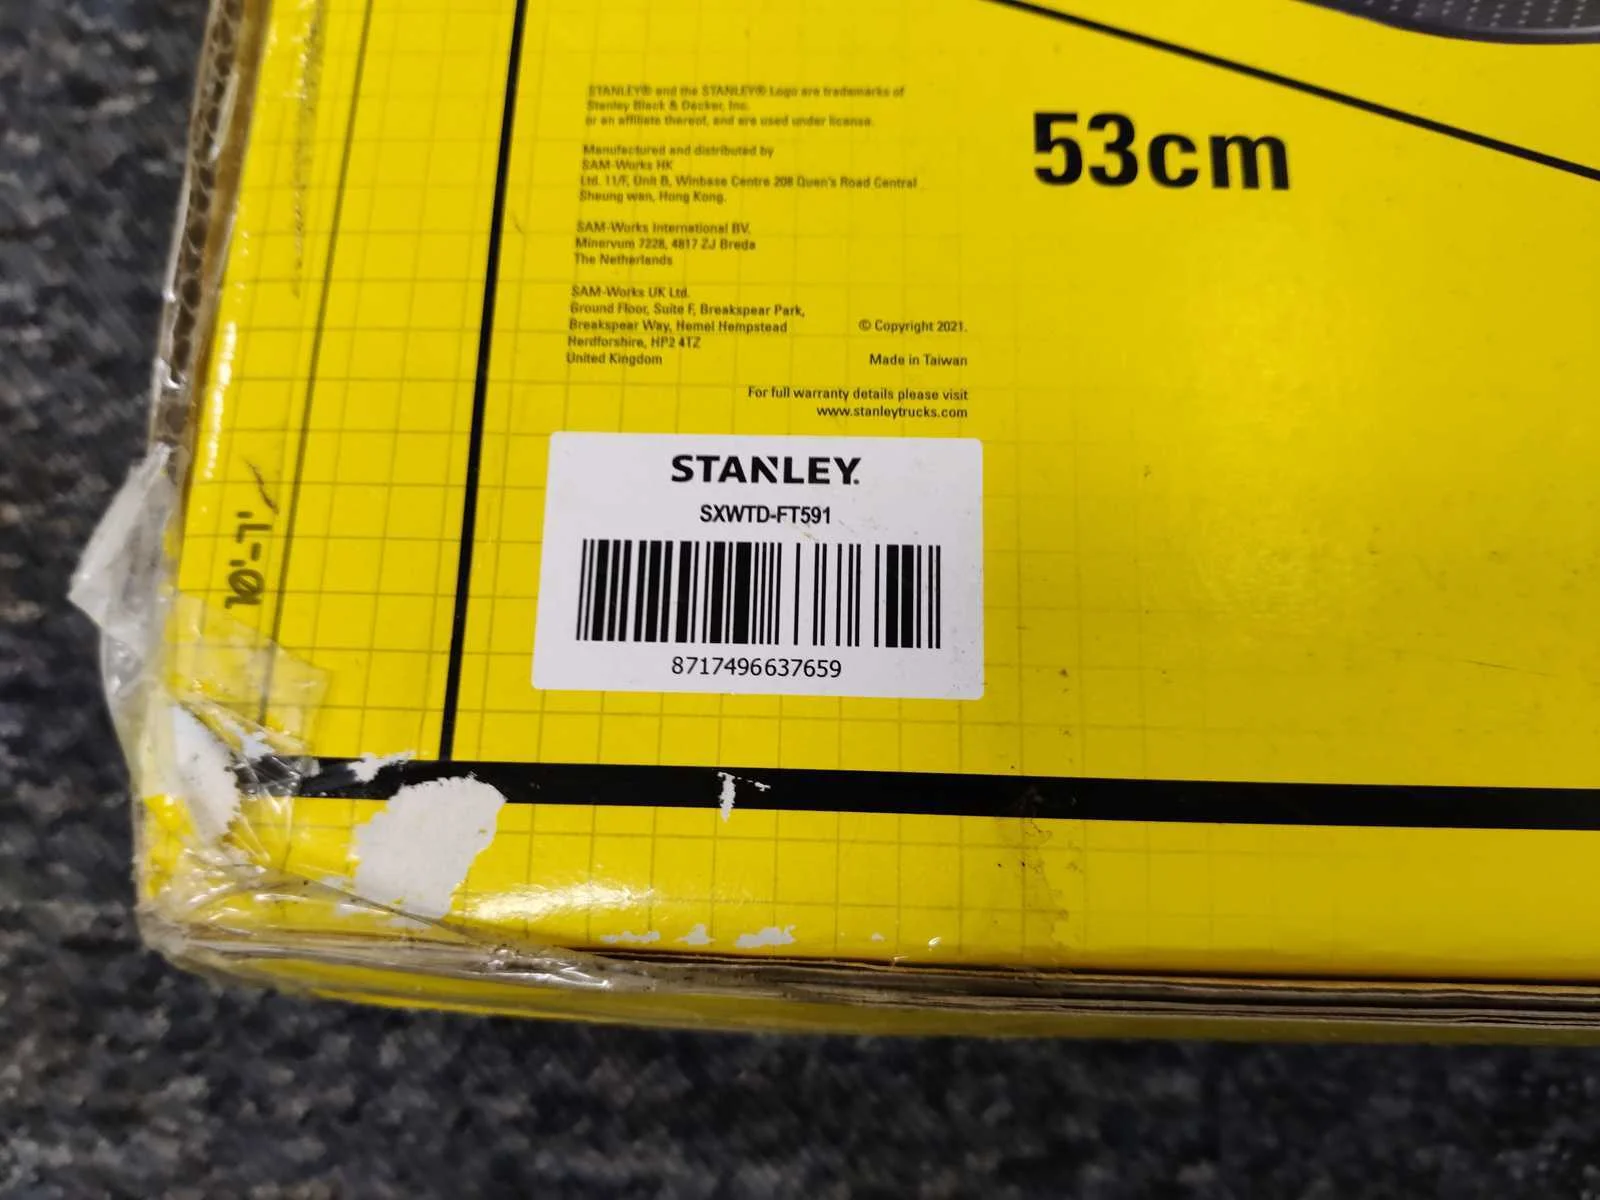 STANLEY® and the STANLEY® Logo are trademarks of
Stanley Black & Decker, Inc.
or an affiliate thereof, and are used under license.
Manufactured and distributed by
SAM-Works HK
Ltd. 11/F, Unit B, Winbase Centre 208 Quen's Road Central
Sheung wan, Hong Kong.
SAM-Works International BV.
Minervum 7228, 4817 ZJ Breda
The Netherlands
SAM-Works UK Ltd.
Ground Floor, Suite F, Breakspear Park,
Breakspear Way, Hemel Hempstead
Herdforshire, HP2 4TZ
United Kingdom
© Copyright 2021.
Made in Taiwan
For full warranty details please visit
www.stanleytrucks.com
53cm
STANLEY.
SXWTD-FT591
8717496637659